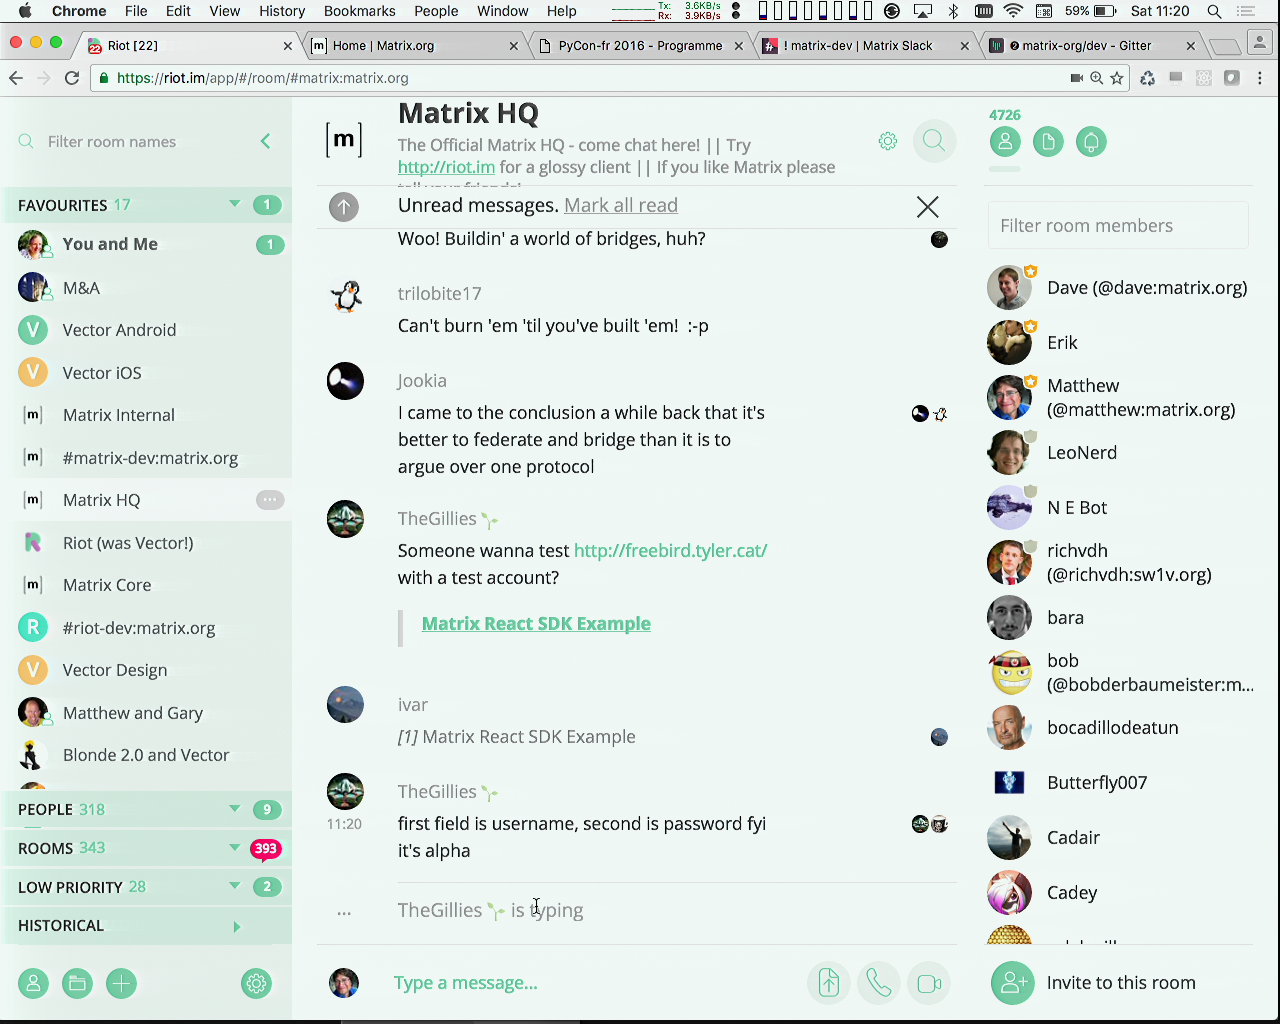 Chrome File Edit View History Bookmarks People Window Help Tx: 3.6KB/s Rx: 3.9KB/s 59% Sat 11:20
Riot [22] [m] Home | Matrix.org PyCon-fr 2016 - Programme ! matrix-dev | Matrix Slack matrix-org/dev - Gitter
https://riot.im/app/#/room/#matrix:matrix.org
Filter room names
FAVOURITES 17 1
You and Me 1
M&A
V Vector Android
V Vector iOS
[m] Matrix Internal
[m] #matrix-dev:matrix.org
[m] Matrix HQ ...
Riot (was Vector!)
[m] Matrix Core
R #riot-dev:matrix.org
V Vector Design
Matthew and Gary
Blonde 2.0 and Vector
PEOPLE 318 9
ROOMS 343 393
LOW PRIORITY 28 2
HISTORICAL
[m] Matrix HQ
The Official Matrix HQ - come chat here! || Try
http://riot.im for a glossy client || If you like Matrix please
Unread messages. Mark all read
Woo! Buildin' a world of bridges, huh?
trilobite17
Can't burn 'em 'til you've built 'em! :-p
Jookia
I came to the conclusion a while back that it's
better to federate and bridge than it is to
argue over one protocol
TheGillies
Someone wanna test http://freebird.tyler.cat/
with a test account?
Matrix React SDK Example
ivar
[1] Matrix React SDK Example
TheGillies
11:20 first field is username, second is password fyi
it's alpha
... TheGillies is typing
Type a message...
4726
Filter room members
Dave (@dave:matrix.org)
Erik
Matthew
(@matthew:matrix.org)
LeoNerd
N E Bot
richvdh
(@richvdh:sw1v.org)
bara
bob
(@bobderbaumeister:m...
bocadillodeatun
Butterfly007
Cadair
Cadey
Invite to this room